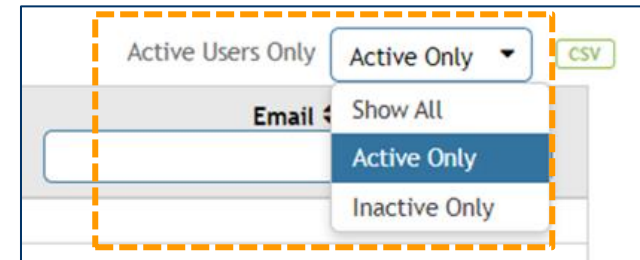 Active Users Only Active Only CSV
Email Show All
Active Only
Inactive Only